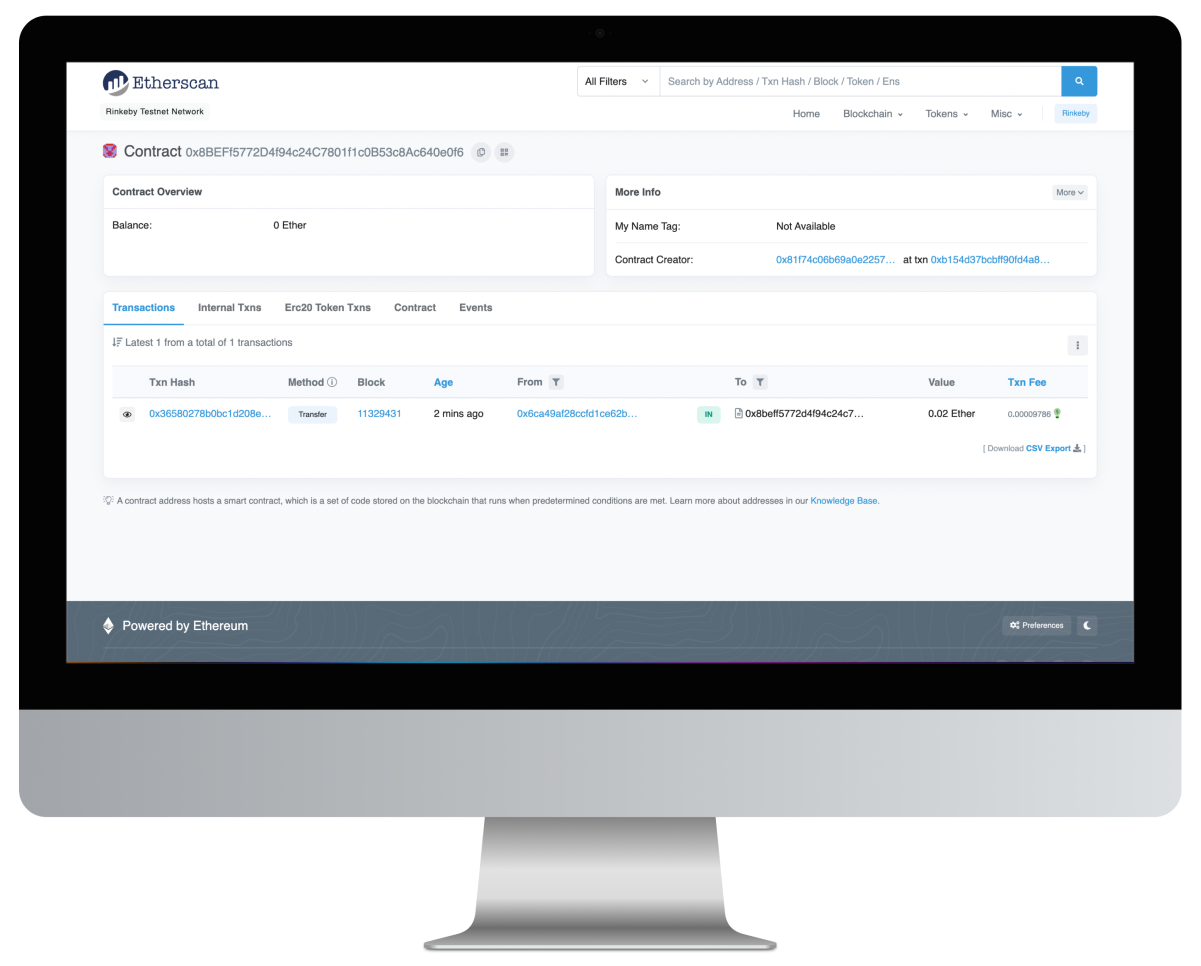 Etherscan
All Filters
Search by Address / Txn Hash / Block / Token / Ens
Rinkeby Testnet Network
Home Blockchain Tokens Misc Rinkeby
Contract 0x8BEFf5772D4f94c24C7801f1c0B53c8Ac640e0f6
Contract Overview
Balance: 0 Ether
More Info More
My Name Tag: Not Available
Contract Creator: 0x81f74c06b69a0e2257... at txn 0xb154d37bcbff90fd4a8...
Transactions Internal Txns Erc20 Token Txns Contract Events
Latest 1 from a total of 1 transactions
Txn Hash Method Block Age From To Value Txn Fee
0x36580278b0bc1d208e... Transfer 11329431 2 mins ago 0x6ca49af28ccfd1ce62b... IN 0x8beff5772d4f94c24c7... 0.02 Ether 0.00009786
[ Download CSV Export ]
A contract address hosts a smart contract, which is a set of code stored on the blockchain that runs when predetermined conditions are met. Learn more about addresses in our Knowledge Base.
Powered by Ethereum
Preferences